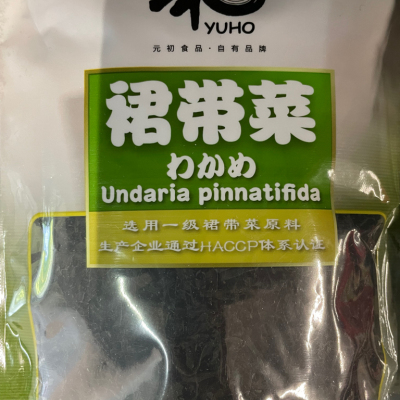 YUHO
元初食品·自有品牌
裙带菜
わかめ
Undaria pinnatifida
选用一级裙带菜原料
生产企业通过HACCP体系认证